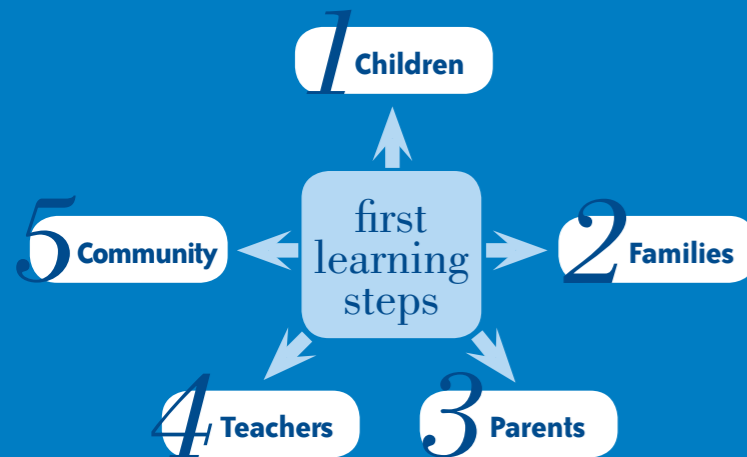 1 Children
first
learning
steps
2 Families
3 Parents
4 Teachers
5 Community